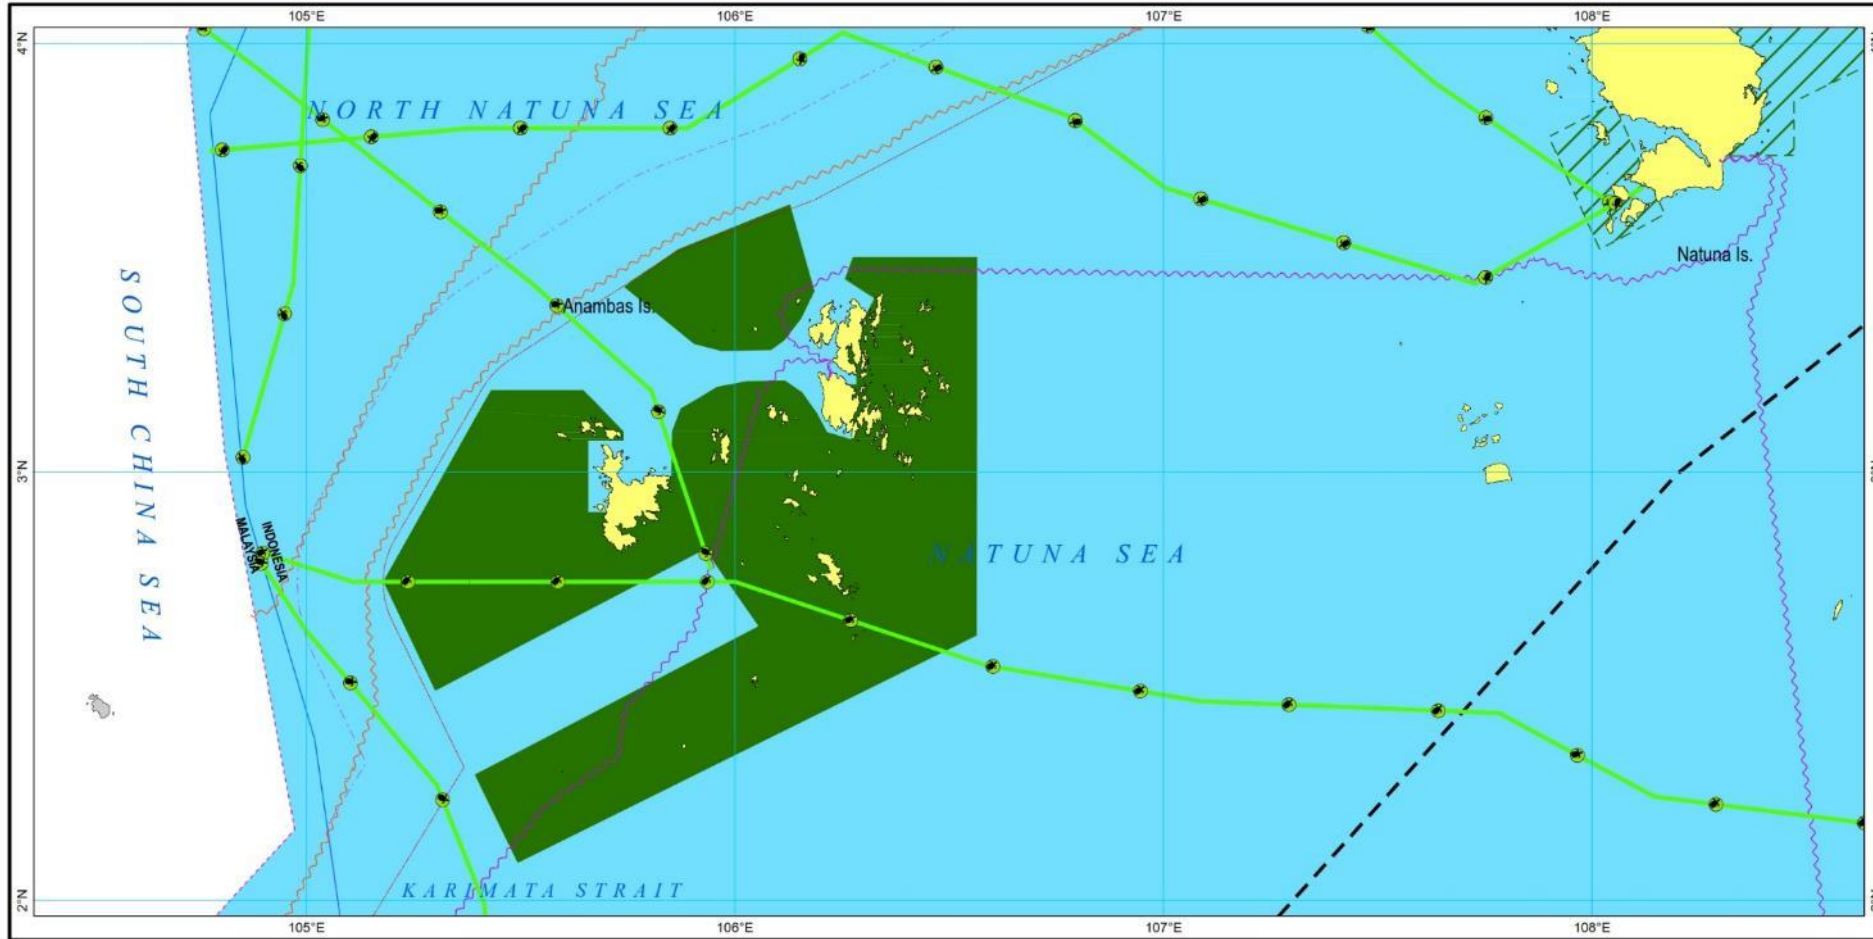 105°E
106°E
107°E
108°E
4°N
NORTH NATUNA SEA
Natuna Is.
Anambas Is.
SOUTH CHINA SEA
3°N
MALAYSIA
INDONESIA
NATUNA SEA
KARIMATA STRAIT
2°N
105°E
106°E
107°E
108°E